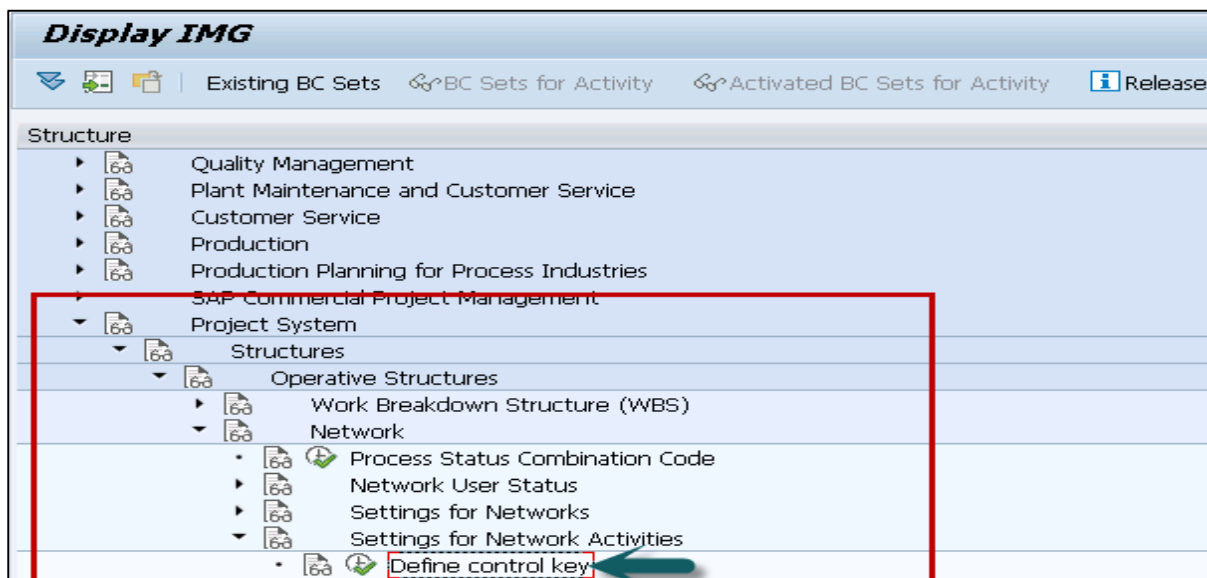 Display IMG
Existing BC Sets BC Sets for Activity Activated BC Sets for Activity Release
Structure
Quality Management
Plant Maintenance and Customer Service
Customer Service
Production
Production Planning for Process Industries
SAP Commercial Project Management
Project System
Structures
Operative Structures
Work Breakdown Structure (WBS)
Network
Process Status Combination Code
Network User Status
Settings for Networks
Settings for Network Activities
Define control key